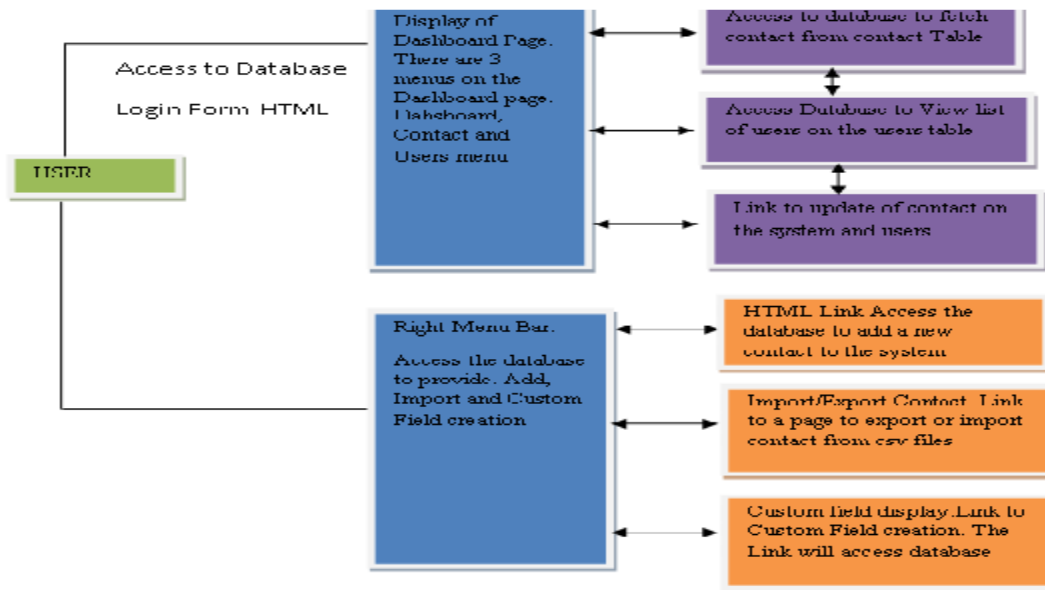 Access to Database
Login Form HTML
USER
Display of
Dashboard Page.
There are 3
menus on the
Dashboard page.
Dahsboard,
Contact and
Users menu
Access to database to fetch
contact from contact Table
Access Database to View list
of users on the users table
Link to update of contact on
the system and users
Right Menu Bar.
Access the database
to provide. Add,
Import and Custom
Field creation
HTML Link Access the
database to add a new
contact to the system
Import/Export Contact. Link
to a page to export or import
contact from csv files
Custom field display.Link to
Custom Field creation. The
Link will access database